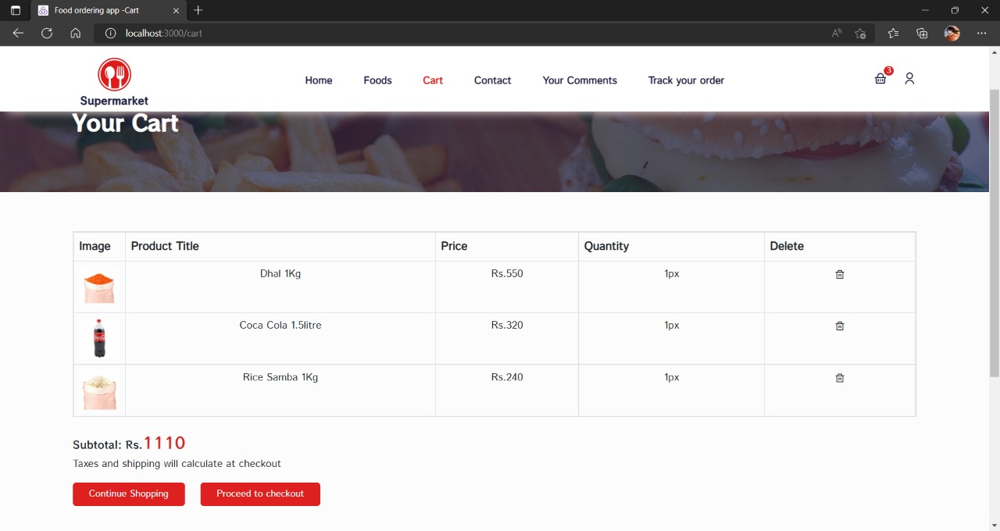 Food ordering app -Cart
localhost:3000/cart
Supermarket
Home Foods Cart Contact Your Comments Track your order
3
Your Cart
Image Product Title Price Quantity Delete
Dhal 1Kg Rs.550 1px
Coca Cola 1.5litre Rs.320 1px
Rice Samba 1Kg Rs.240 1px
Subtotal: Rs.1110
Taxes and shipping will calculate at checkout
Continue Shopping Proceed to checkout